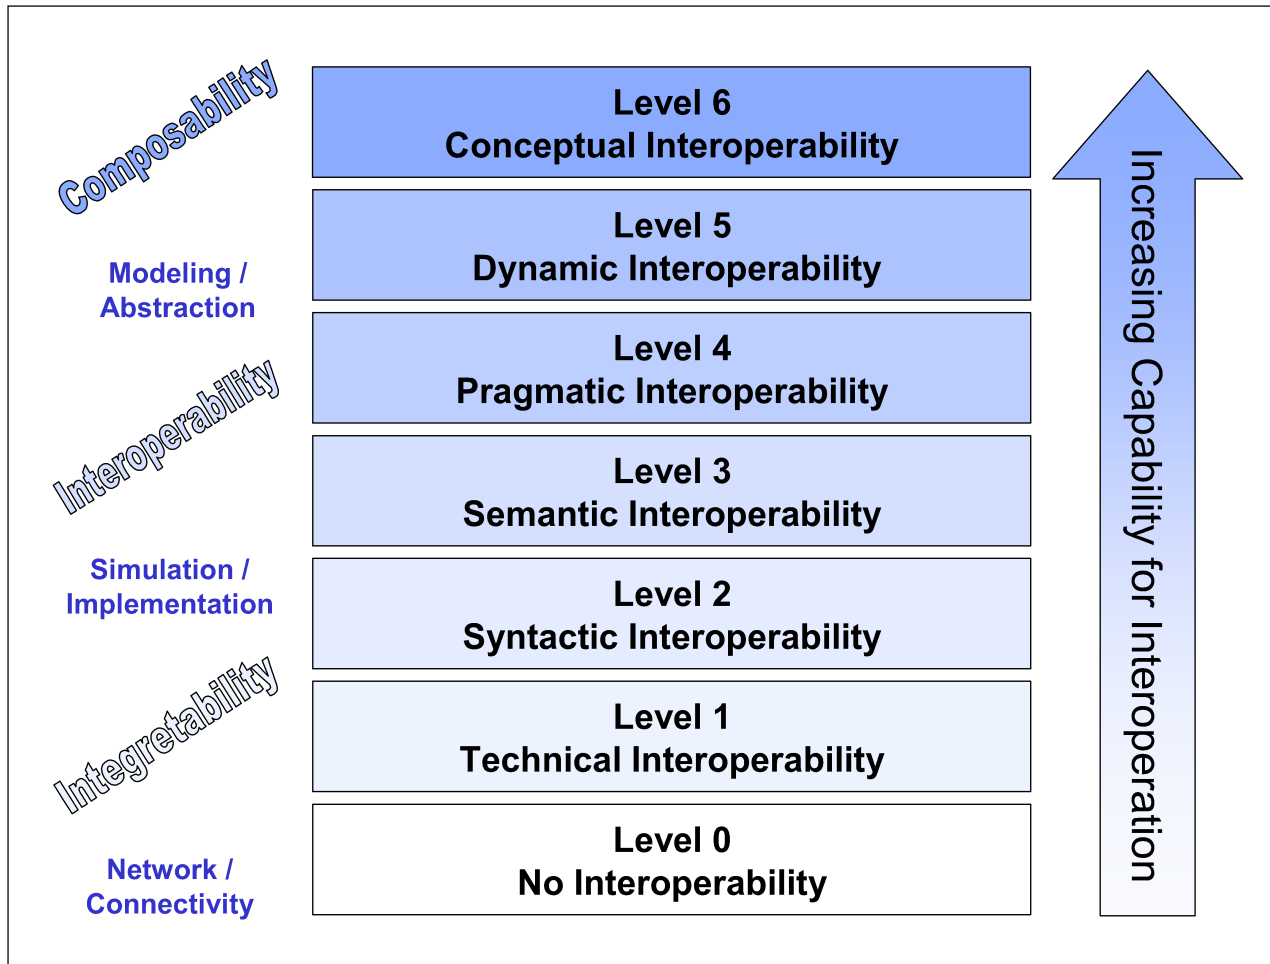 Composability
Modeling /
Abstraction
Interoperability
Simulation /
Implementation
Integretability
Network /
Connectivity
Level 6
Conceptual Interoperability
Level 5
Dynamic Interoperability
Level 4
Pragmatic Interoperability
Level 3
Semantic Interoperability
Level 2
Syntactic Interoperability
Level 1
Technical Interoperability
Level 0
No Interoperability
Increasing Capability for Interoperation